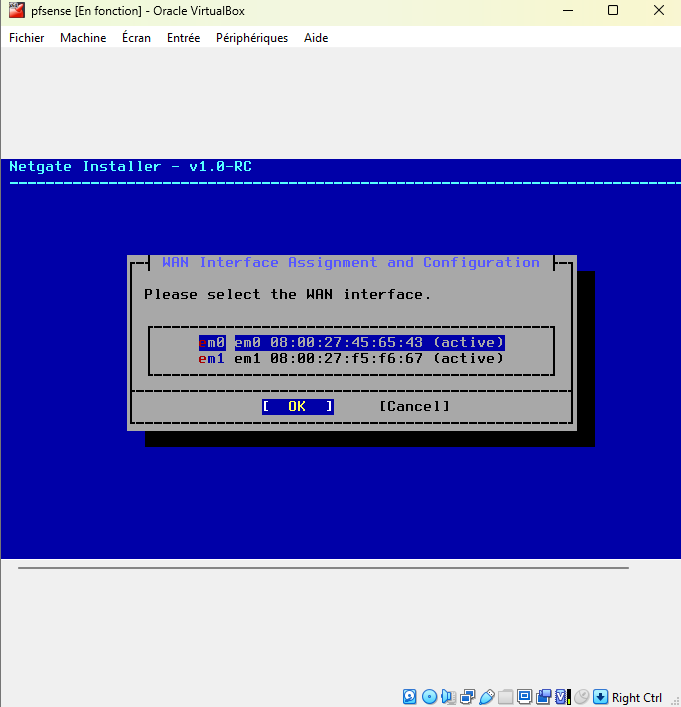 pfsense [En fonction] - Oracle VirtualBox
Fichier Machine Écran Entrée Périphériques Aide
Netgate Installer - v1.0-RC
WAN Interface Assignment and Configuration
Please select the WAN interface.
em0 em0 08:00:27:45:65:43 (active)
em1 em1 08:00:27:f5:f6:67 (active)
[ OK ] [Cancel]
Right Ctrl